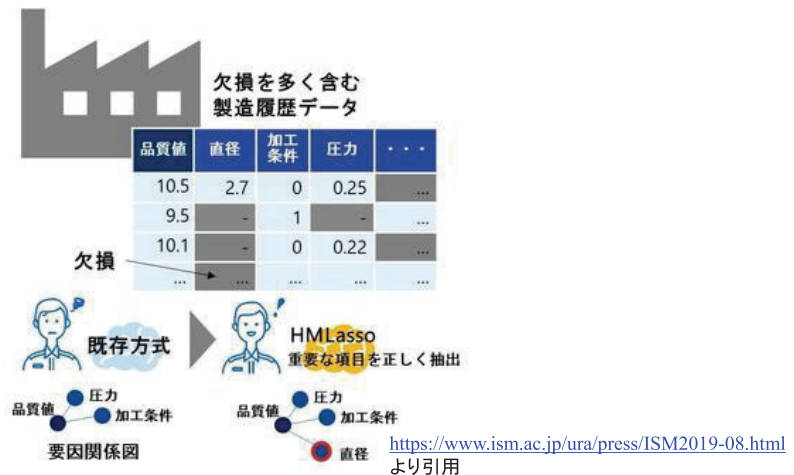 欠損を多く含む
製造履歴データ
品質値 直径 加工条件 圧力 ・・・
10.5 2.7 0 0.25 ...
9.5 - 1 - ...
10.1 - 0 0.22 ...
... ... ... ... ...
欠損
既存方式
HMLasso
重要な項目を正しく抽出
圧力
品質値
加工条件
要因関係図
圧力
品質値
加工条件
直径
https://www.ism.ac.jp/ura/press/ISM2019-08.html
より引用